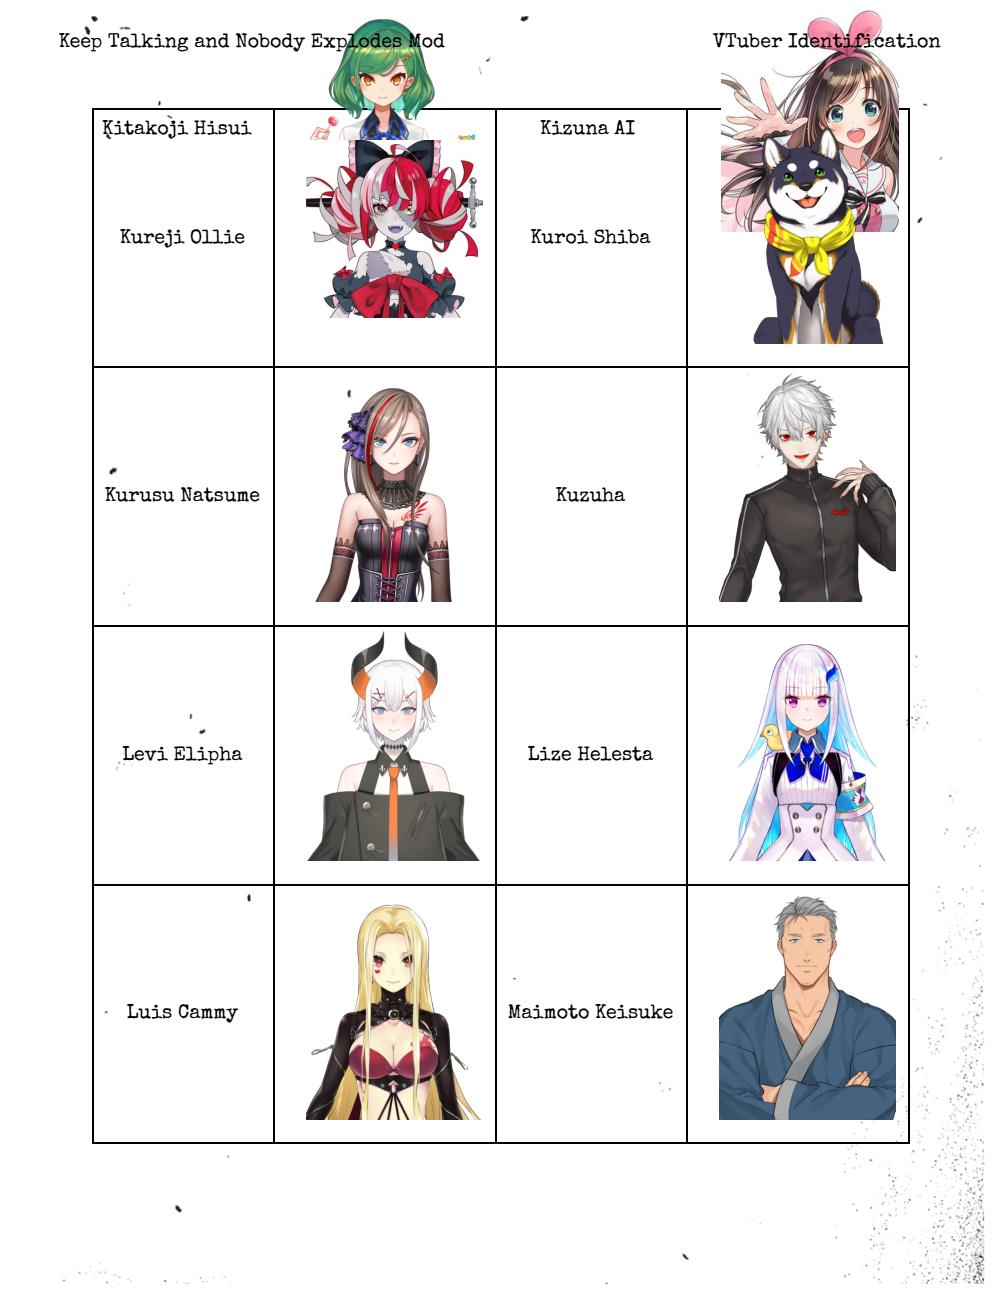 Keep Talking and Nobody Explodes Mod
VTuber Identification
Kitakoji Hisui
Kizuna AI
Kureji Ollie
Kuroi Shiba
Kurusu Natsume
Kuzuha
Levi Elipha
Lize Helesta
Luis Cammy
Maimoto Keisuke